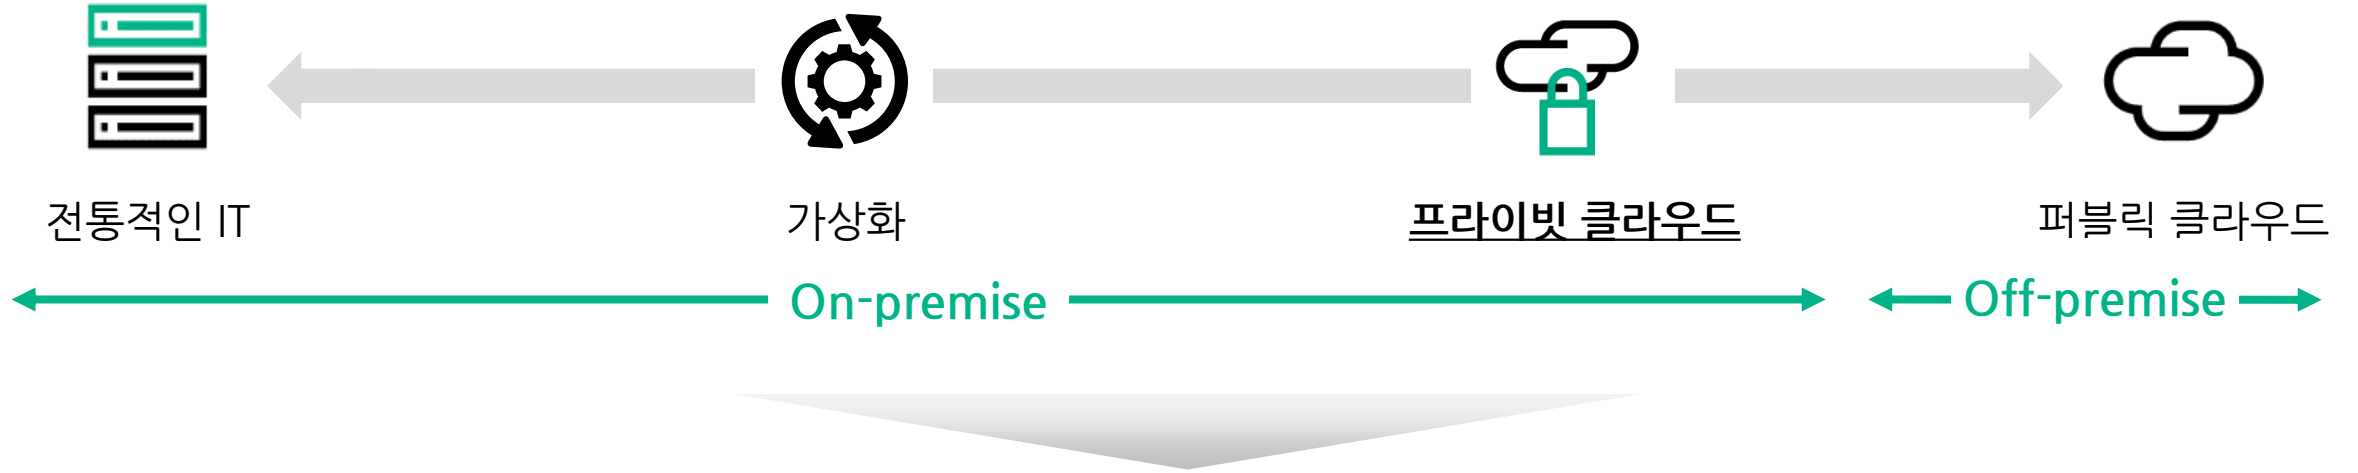 전통적인 IT
가상화
프라이빗 클라우드
퍼블릭 클라우드
On-premise
Off-premise